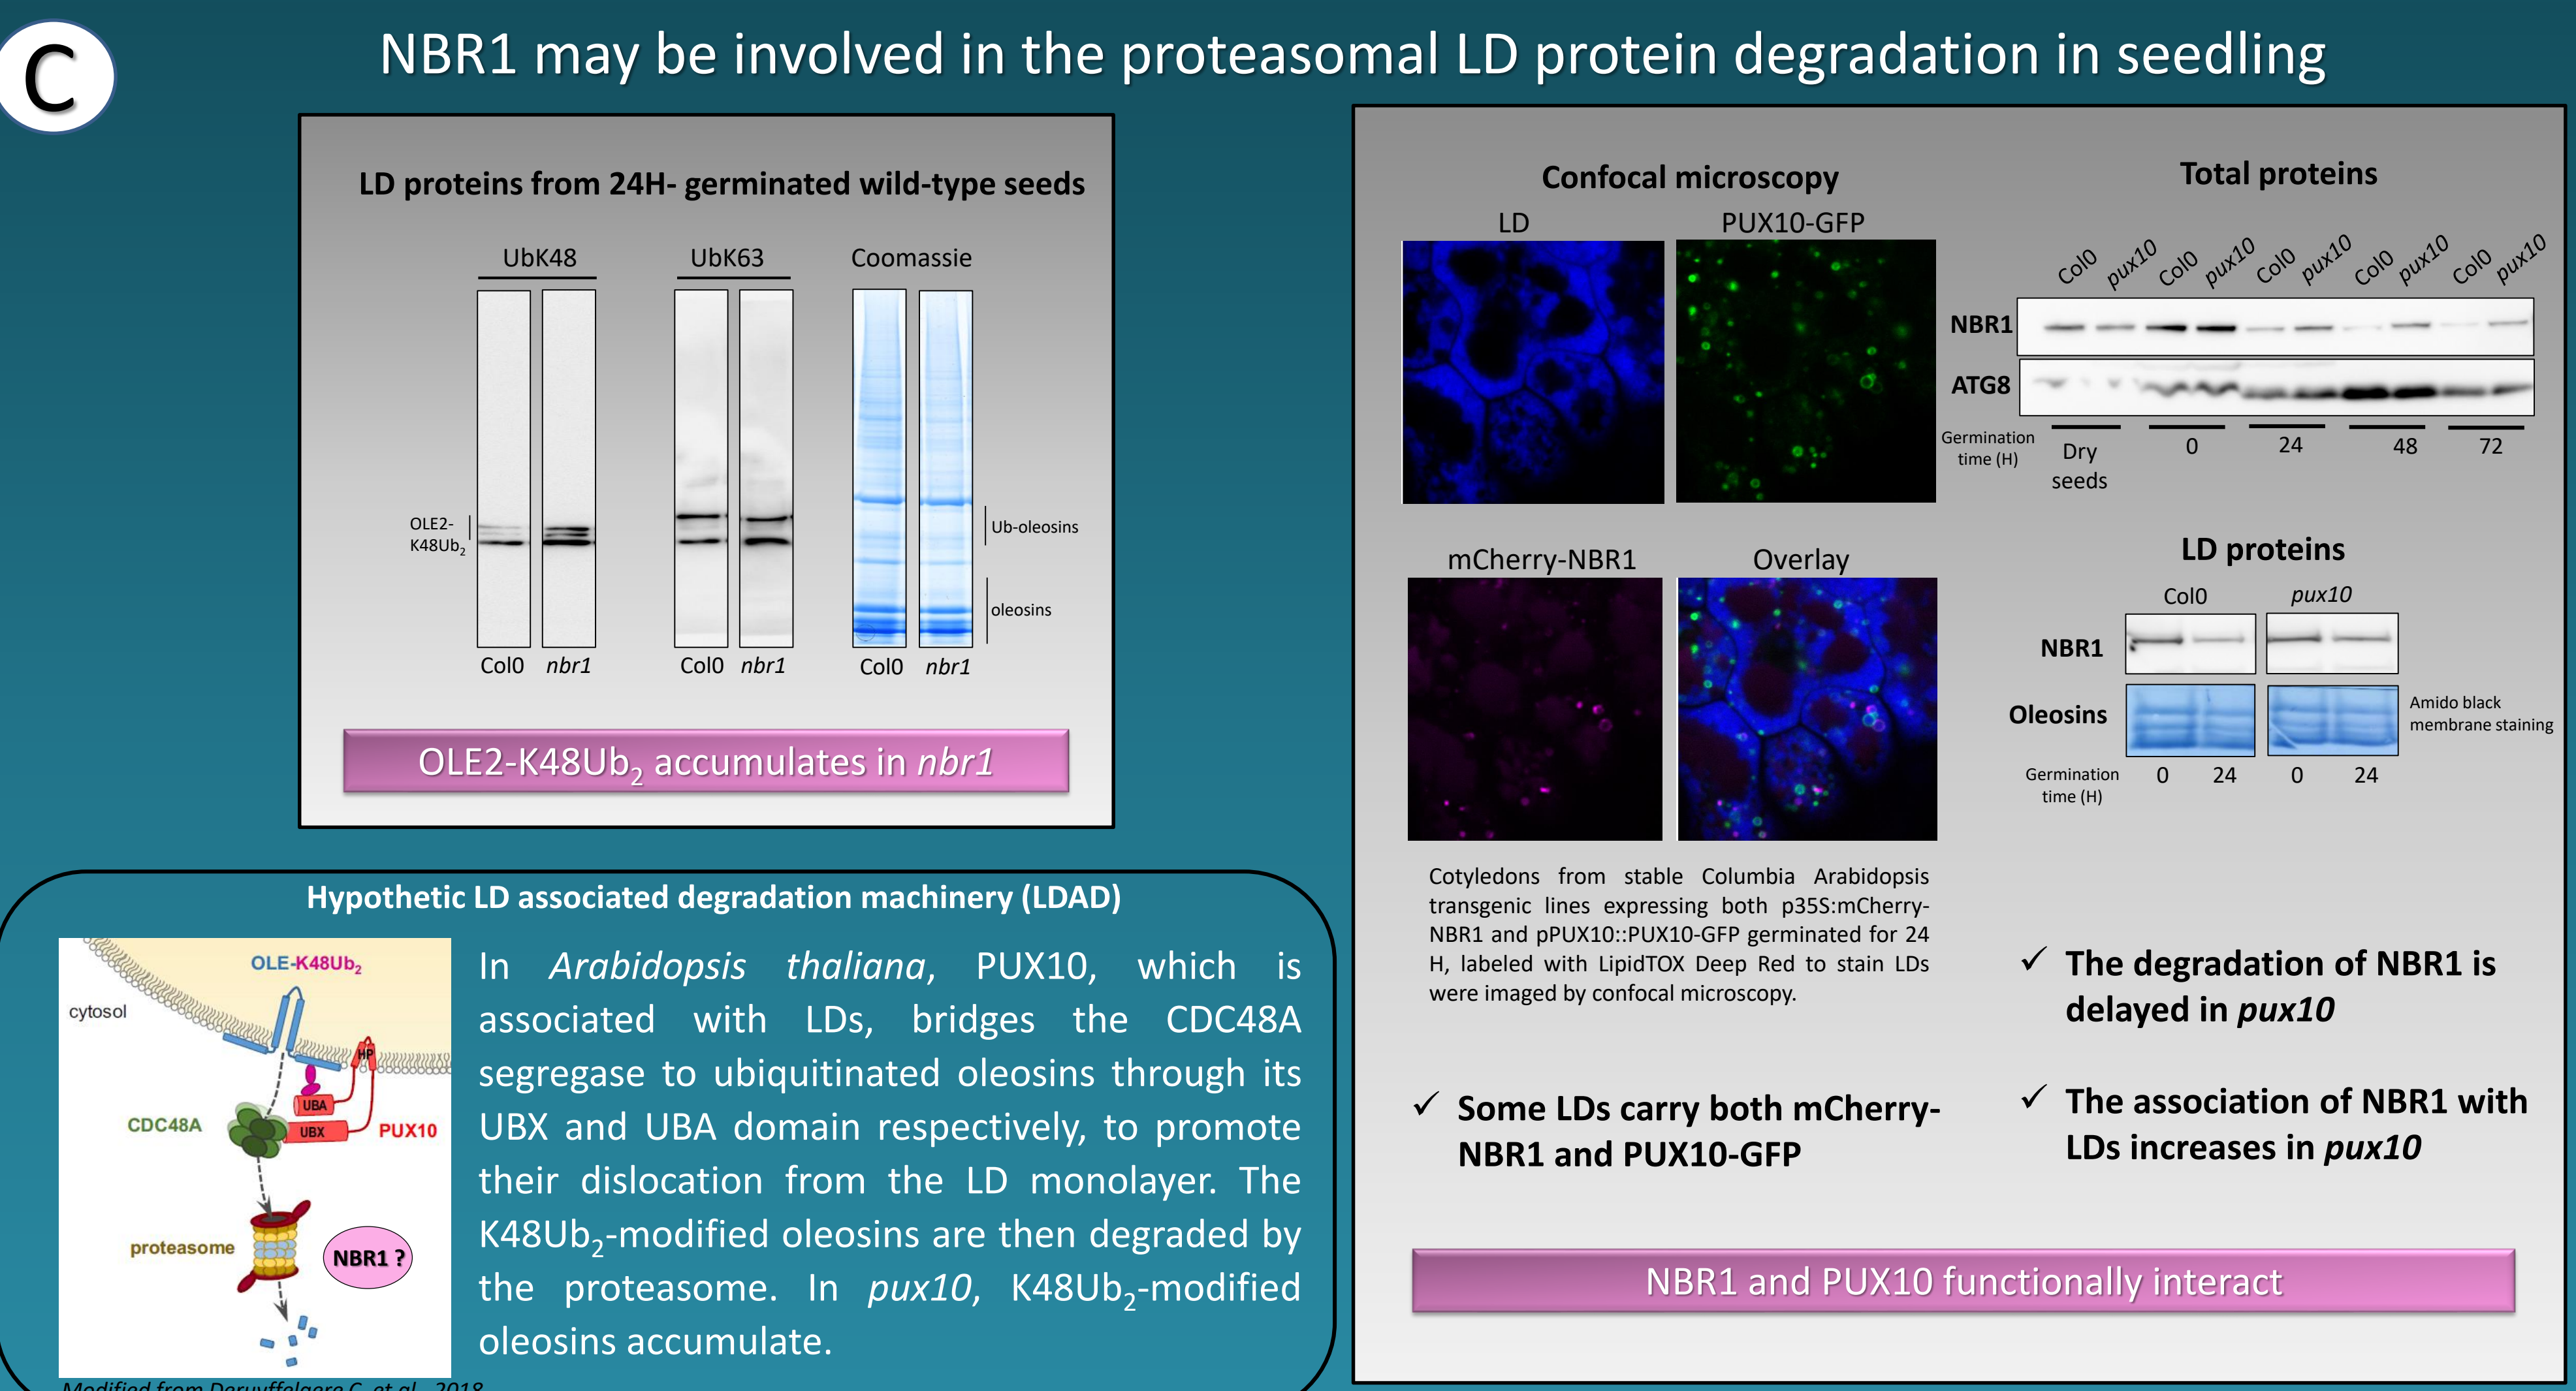 C
NBR1 may be involved in the proteasomal LD protein degradation in seedling
LD proteins from 24H- germinated wild-type seeds
UbK48 UbK63 Coomassie
OLE2-
K48Ub₂
Ub-oleosins
oleosins
Col0 nbr1 Col0 nbr1 Col0 nbr1
OLE2-K48Ub₂ accumulates in nbr1
Hypothetic LD associated degradation machinery (LDAD)
OLE-K48Ub₂
cytosol
HP
UBA
CDC48A
UBX
PUX10
proteasome
NBR1 ?
In Arabidopsis thaliana, PUX10, which is
associated with LDs, bridges the CDC48A
segregase to ubiquitinated oleosins through its
UBX and UBA domain respectively, to promote
their dislocation from the LD monolayer. The
K48Ub₂-modified oleosins are then degraded by
the proteasome. In pux10, K48Ub₂-modified
oleosins accumulate.
Modified from Deruyffelaere C. et al., 2018
Confocal microscopy
LD PUX10-GFP
mCherry-NBR1 Overlay
Cotyledons from stable Columbia Arabidopsis
transgenic lines expressing both p35S:mCherry-
NBR1 and pPUX10::PUX10-GFP germinated for 24
H, labeled with LipidTOX Deep Red to stain LDs
were imaged by confocal microscopy.
✓ Some LDs carry both mCherry-
NBR1 and PUX10-GFP
Total proteins
Col0 pux10 Col0 pux10 Col0 pux10 Col0 pux10 Col0 pux10
NBR1
ATG8
Germination
time (H)
Dry
seeds
0 24 48 72
LD proteins
Col0 pux10
NBR1
Oleosins
Amido black
membrane staining
Germination
time (H)
0 24 0 24
✓ The degradation of NBR1 is
delayed in pux10
✓ The association of NBR1 with
LDs increases in pux10
NBR1 and PUX10 functionally interact